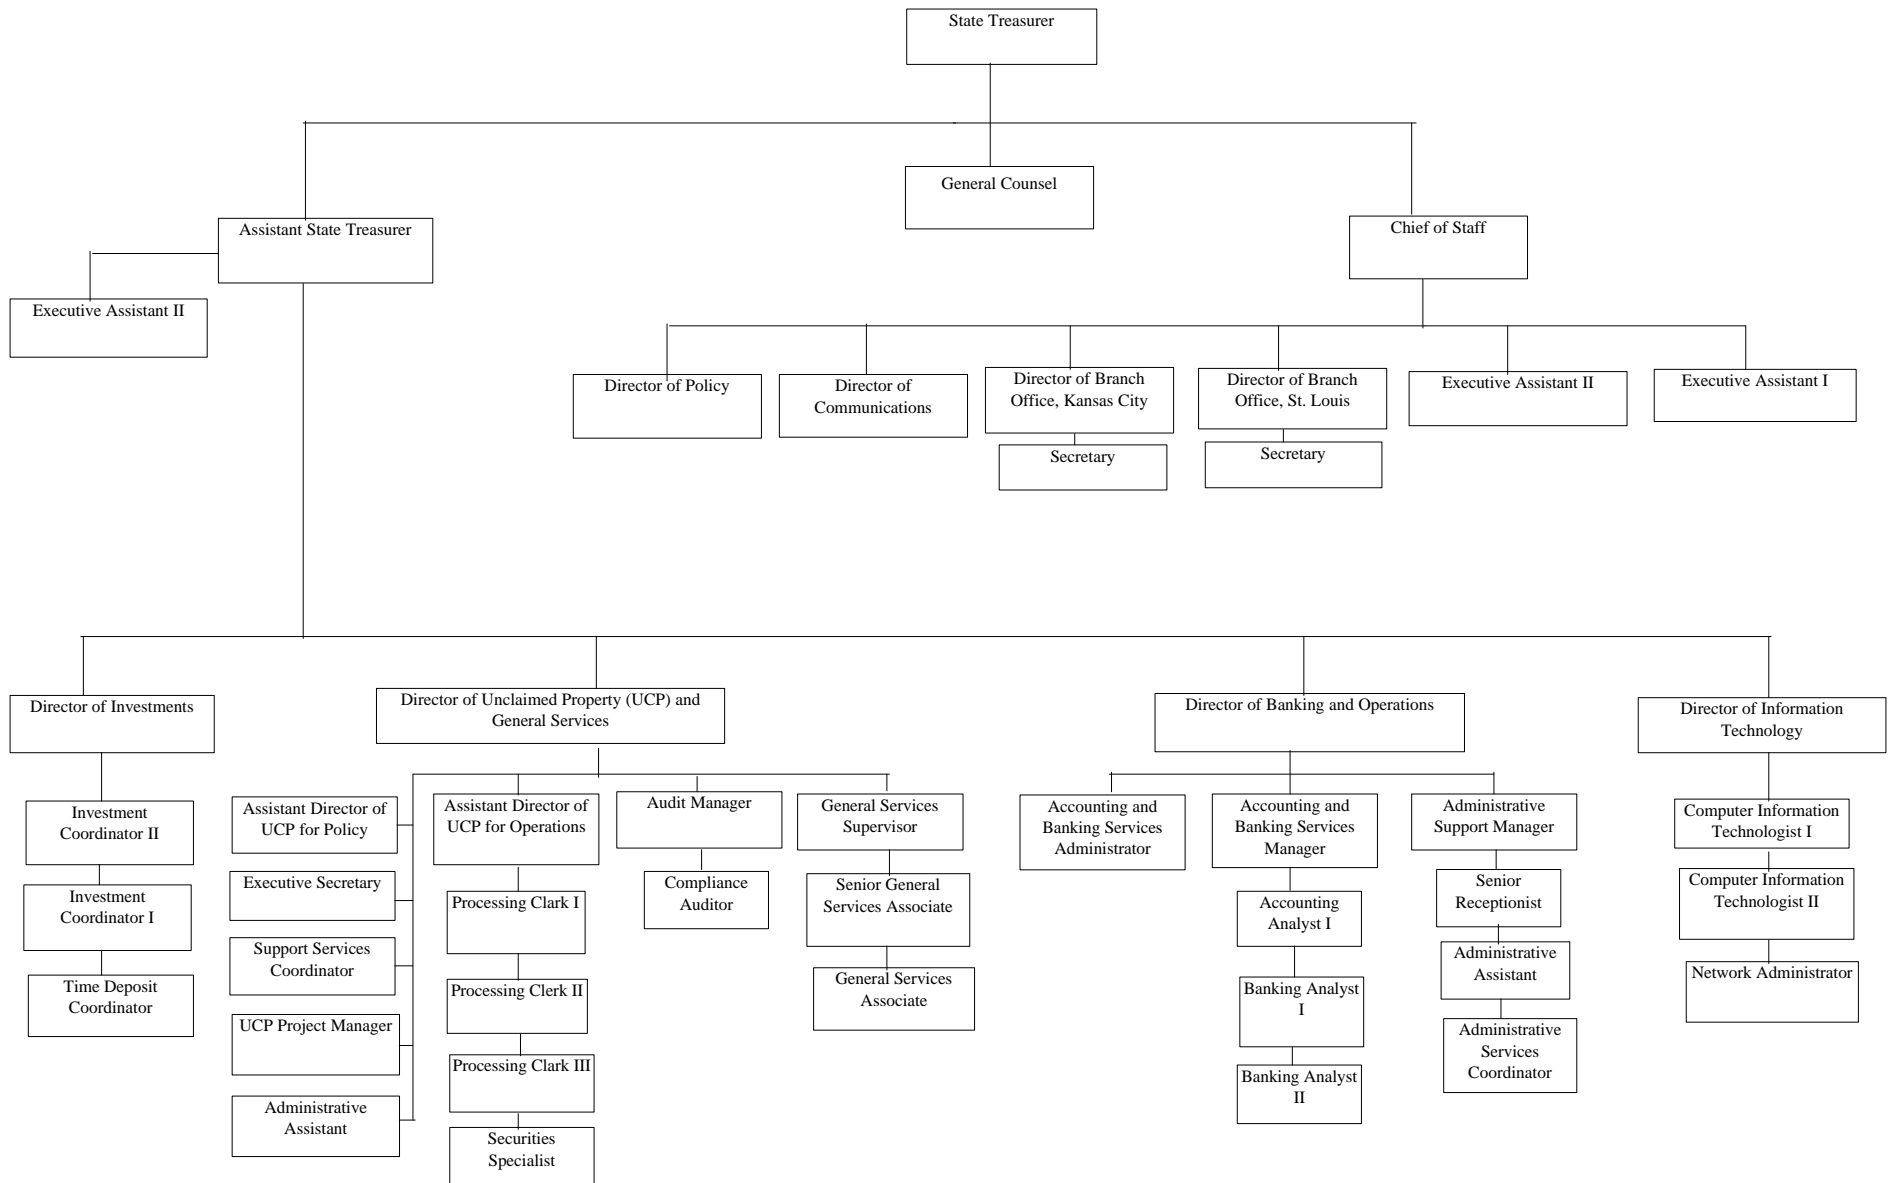 State Treasurer
General Counsel
Assistant State Treasurer
Chief of Staff
Executive Assistant II
Director of Policy
Director of
Communications
Director of Branch
Office, Kansas City
Director of Branch
Office, St. Louis
Executive Assistant II
Executive Assistant I
Secretary
Secretary
Director of Investments
Director of Unclaimed Property (UCP) and
General Services
Director of Banking and Operations
Director of Information
Technology
Investment
Coordinator II
Investment
Coordinator I
Time Deposit
Coordinator
Assistant Director of
UCP for Policy
Executive Secretary
Support Services
Coordinator
UCP Project Manager
Administrative
Assistant
Assistant Director of
UCP for Operations
Processing Clark I
Processing Clerk II
Processing Clark III
Securities
Specialist
Audit Manager
Compliance
Auditor
General Services
Supervisor
Senior General
Services Associate
General Services
Associate
Accounting and
Banking Services
Administrator
Accounting and
Banking Services
Manager
Accounting
Analyst I
Banking Analyst
I
Banking Analyst
II
Administrative
Support Manager
Senior
Receptionist
Administrative
Assistant
Administrative
Services
Coordinator
Computer Information
Technologist I
Computer Information
Technologist II
Network Administrator